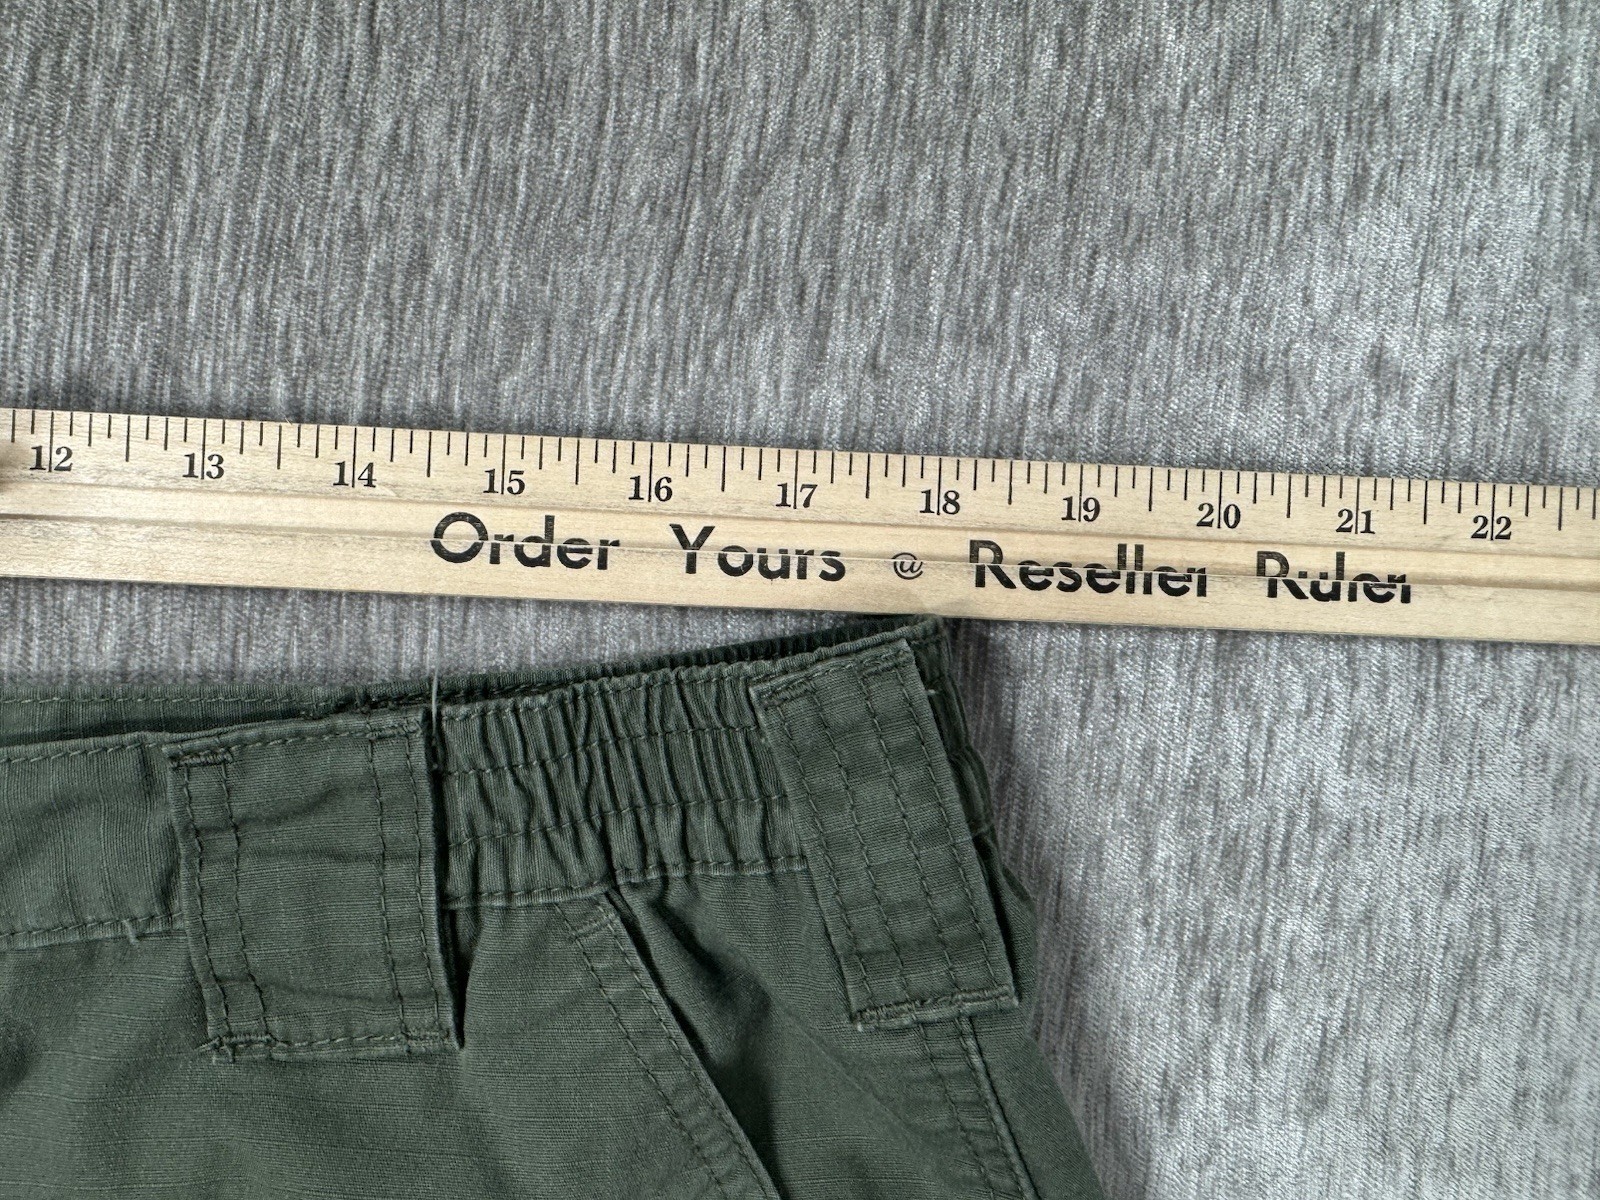 12 13 14 15 16 17 18 19 20 21 22
Order Yours @ Reseller Ruler